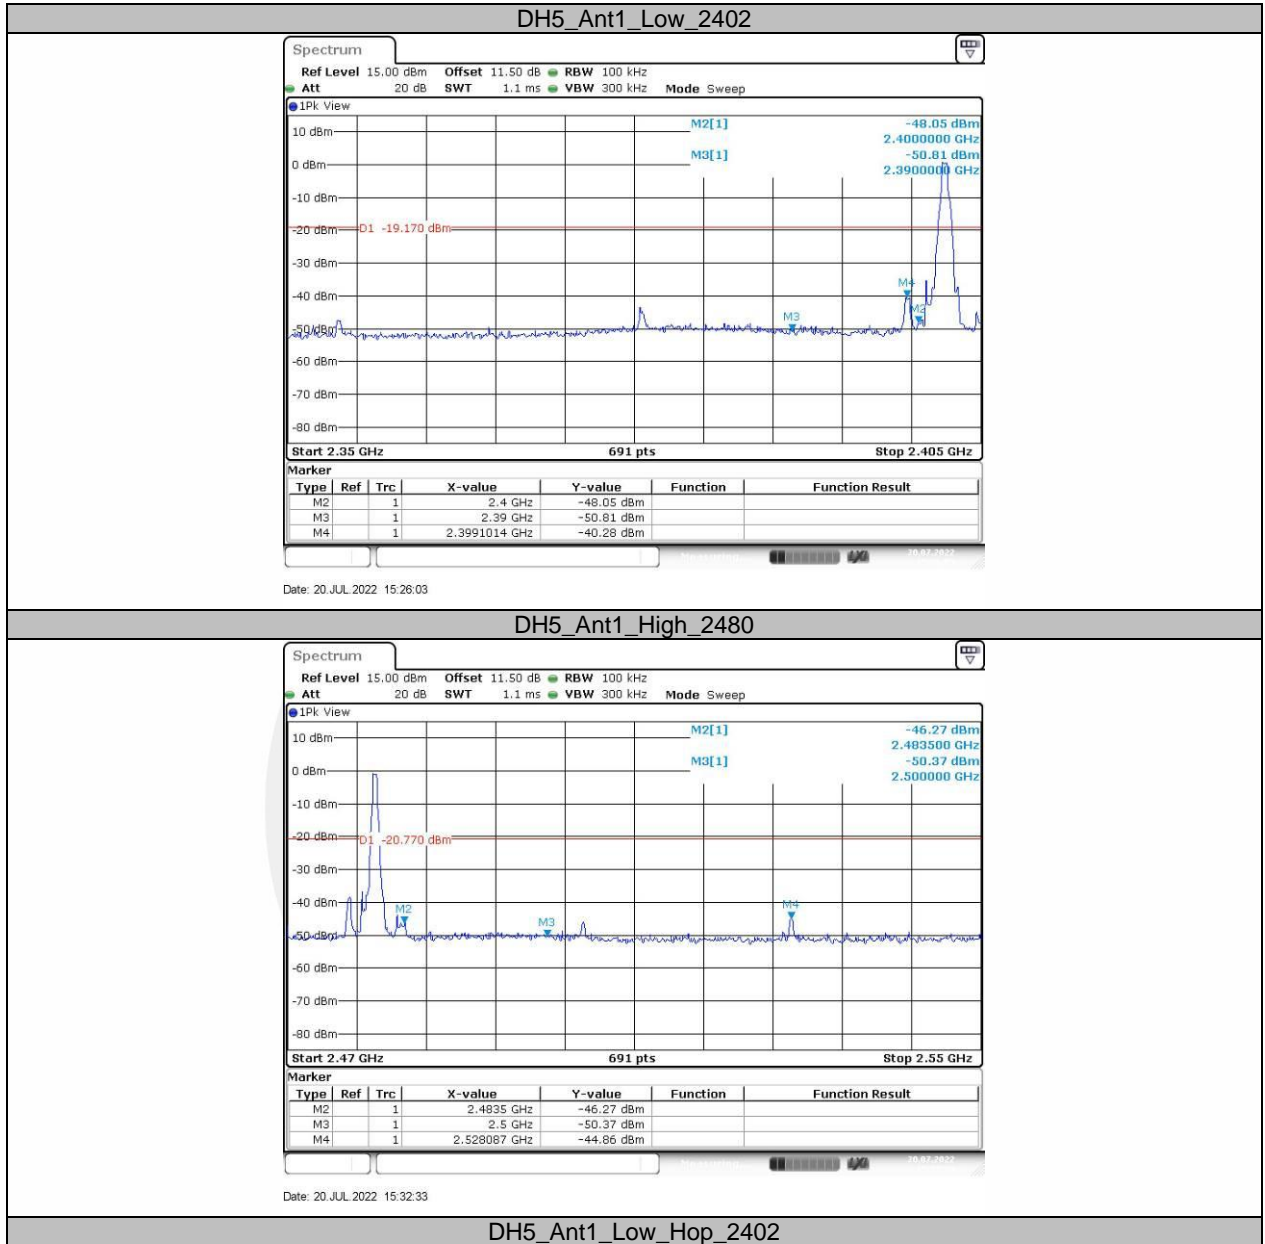 DH5_Ant1_Low_2402
Spectrum
Ref Level 15.00 dBm Offset 11.50 dB RBW 100 kHz
Att 20 dB SWT 1.1 ms VBW 300 kHz Mode Sweep
1Pk View
M2[1] -48.05 dBm
2.4000000 GHz
M3[1] -50.81 dBm
2.3900000 GHz
10 dBm
0 dBm
-10 dBm
-20 dBm D1 -19.170 dBm
-30 dBm
-40 dBm
M4
M3 M2
-50 dBm
-60 dBm
-70 dBm
-80 dBm
Start 2.35 GHz 691 pts Stop 2.405 GHz
Marker
Type Ref Trc X-value Y-value Function Function Result
M2 1 2.4 GHz -48.05 dBm
M3 1 2.39 GHz -50.81 dBm
M4 1 2.3991014 GHz -40.28 dBm
20.07.2022
Date: 20.JUL.2022 15:26:03
DH5_Ant1_High_2480
Spectrum
Ref Level 15.00 dBm Offset 11.50 dB RBW 100 kHz
Att 20 dB SWT 1.1 ms VBW 300 kHz Mode Sweep
1Pk View
M2[1] -46.27 dBm
2.483500 GHz
M3[1] -50.37 dBm
2.500000 GHz
10 dBm
0 dBm
-10 dBm
-20 dBm D1 -20.770 dBm
-30 dBm
-40 dBm
M2 M3 M4
-50 dBm
-60 dBm
-70 dBm
-80 dBm
Start 2.47 GHz 691 pts Stop 2.55 GHz
Marker
Type Ref Trc X-value Y-value Function Function Result
M2 1 2.4835 GHz -46.27 dBm
M3 1 2.5 GHz -50.37 dBm
M4 1 2.528087 GHz -44.86 dBm
20.07.2022
Date: 20.JUL.2022 15:32:33
DH5_Ant1_Low_Hop_2402